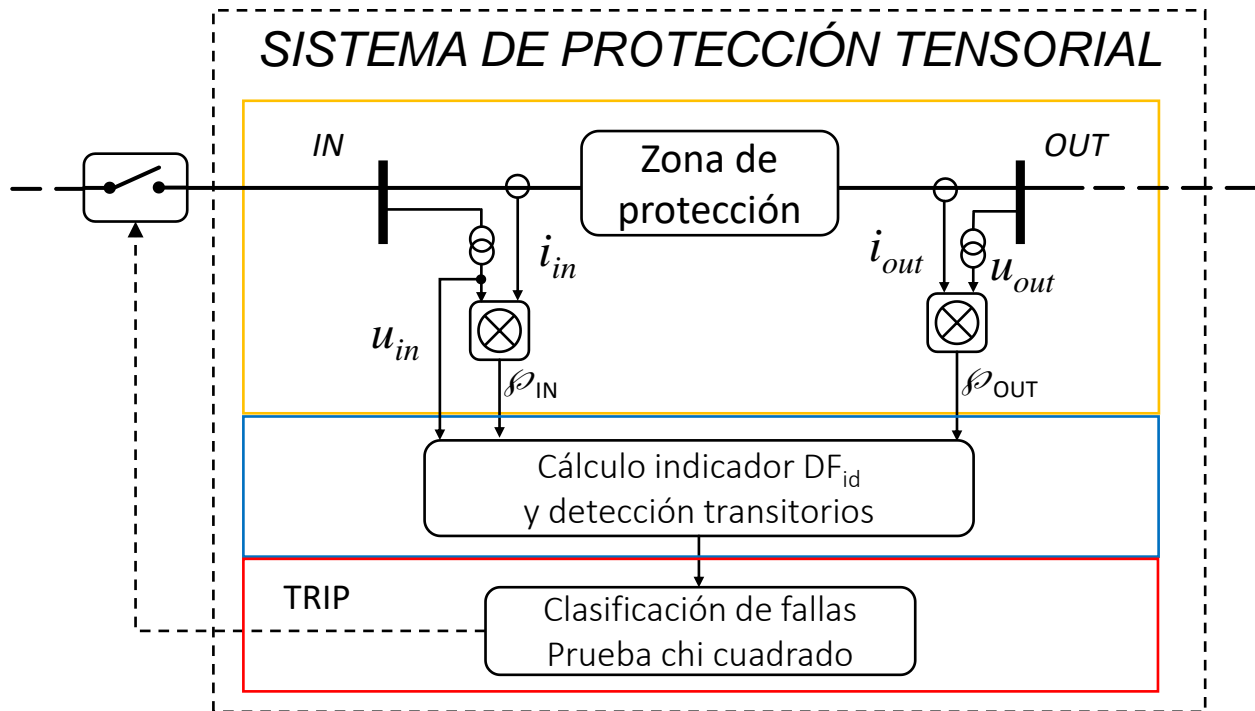 SISTEMA DE PROTECCIÓN TENSORIAL
IN
Zona de
protección
OUT
i_in
i_out
u_out
u_in
℘IN
℘OUT
Cálculo indicador DF_id
y detección transitorios
TRIP
Clasificación de fallas
Prueba chi cuadrado